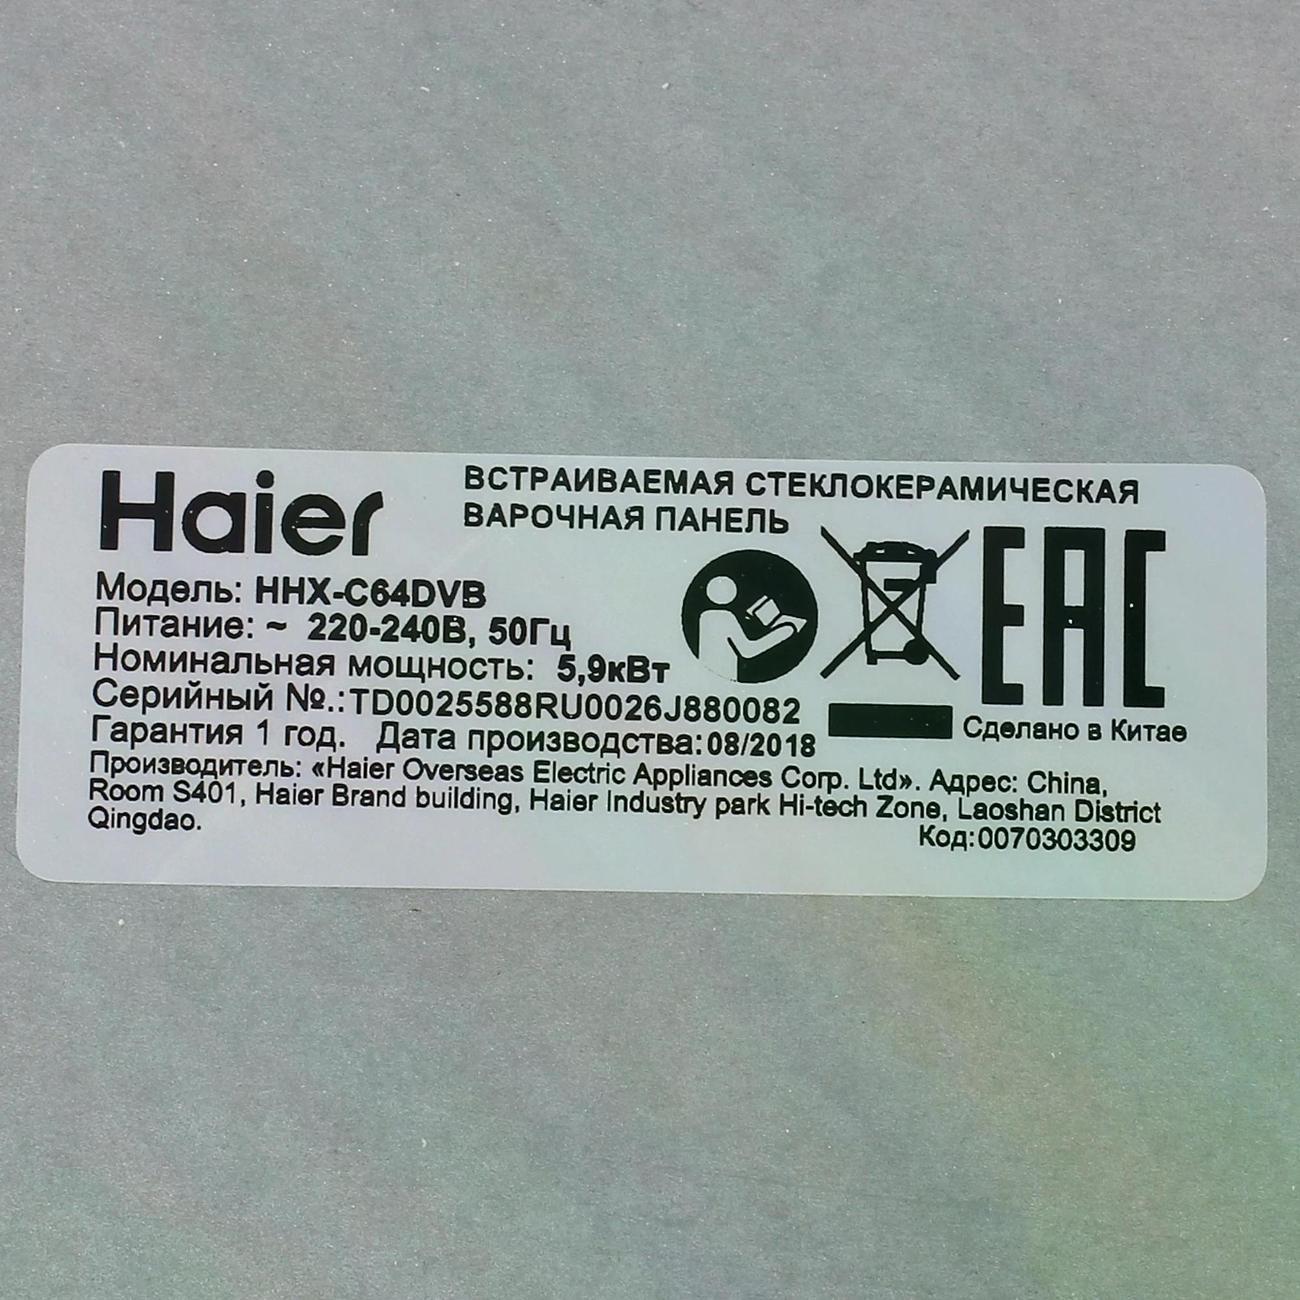 Haier
ВСТРАИВАЕМАЯ СТЕКЛОКЕРАМИЧЕСКАЯ
ВАРОЧНАЯ ПАНЕЛЬ
Модель: HHX-C64DVB
Питание: ~ 220-240В, 50Гц
Номинальная мощность: 5,9кВт
Серийный №.: TD0025588RU0026J880082
Гарантия 1 год. Дата производства: 08/2018
EAC
Сделано в Китае
Производитель: «Haier Overseas Electric Appliances Corp. Ltd». Адрес: China,
Room S401, Haier Brand building, Haier Industry park Hi-tech Zone, Laoshan District
Qingdao.
Код:0070303309